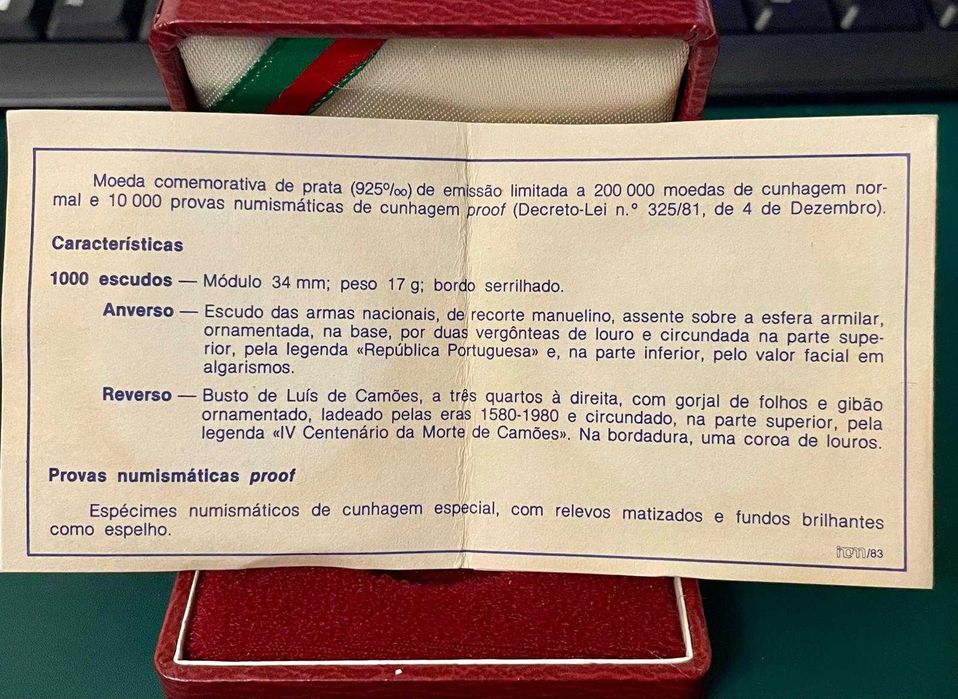 Moeda comemorativa de prata (925º/oo) de emissão limitada a 200 000 moedas de cunhagem nor-
mal e 10 000 provas numismáticas de cunhagem proof (Decreto-Lei n.º 325/81, de 4 de Dezembro).
Características
1000 escudos — Módulo 34 mm; peso 17 g; bordo serrilhado.
Anverso — Escudo das armas nacionais, de recorte manuelino, assente sobre a esfera armilar,
ornamentada, na base, por duas vergônteas de louro e circundada na parte supe-
rior, pela legenda «República Portuguesa» e, na parte inferior, pelo valor facial em
algarismos.
Reverso — Busto de Luís de Camões, a três quartos à direita, com gorjal de folhos e gibão
ornamentado, ladeado pelas eras 1580-1980 e circundado, na parte superior, pela
legenda «IV Centenário da Morte de Camões». Na bordadura, uma coroa de louros.
Provas numismáticas proof
Espécimes numismáticos de cunhagem especial, com relevos matizados e fundos brilhantes
como espelho.
incm/83